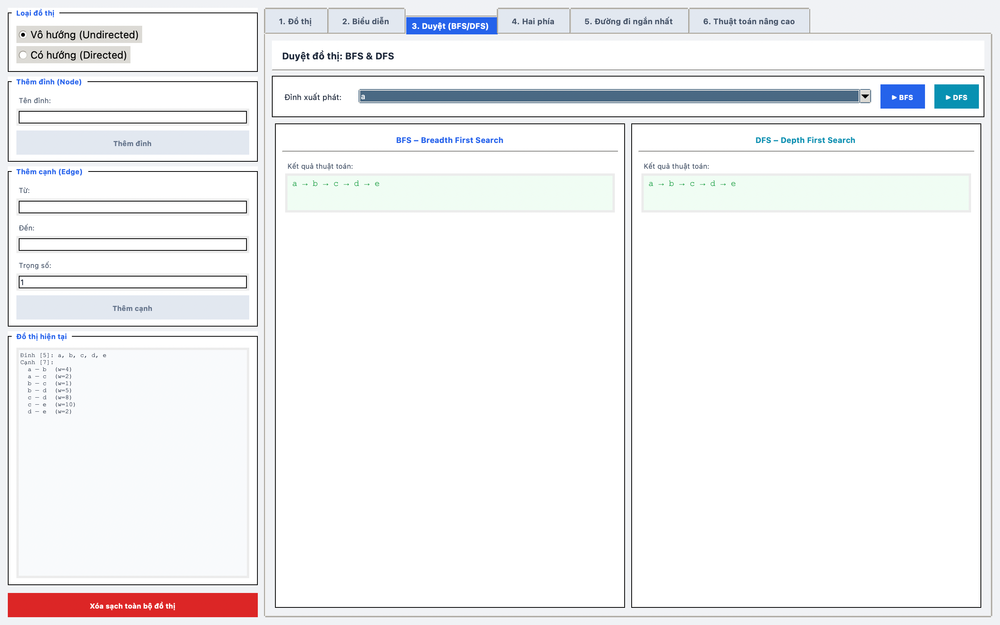 Loại đồ thị
Vô hướng (Undirected)
Có hướng (Directed)
Thêm đỉnh (Node)
Tên đỉnh:
Thêm đỉnh
Thêm cạnh (Edge)
Từ:
Đến:
Trọng số:
1
Thêm cạnh
Đồ thị hiện tại
Đỉnh [5]: a, b, c, d, e
Cạnh [7]:
a — b (w=4)
a — c (w=2)
b — c (w=1)
b — d (w=5)
c — d (w=8)
c — e (w=10)
d — e (w=2)
Xóa sạch toàn bộ đồ thị
1. Đồ thị
2. Biểu diễn
3. Duyệt (BFS/DFS)
4. Hai phía
5. Đường đi ngắn nhất
6. Thuật toán nâng cao
Duyệt đồ thị: BFS & DFS
Đỉnh xuất phát:
a
▶ BFS
▶ DFS
BFS – Breadth First Search
Kết quả thuật toán:
a → b → c → d → e
DFS – Depth First Search
Kết quả thuật toán:
a → b → c → d → e